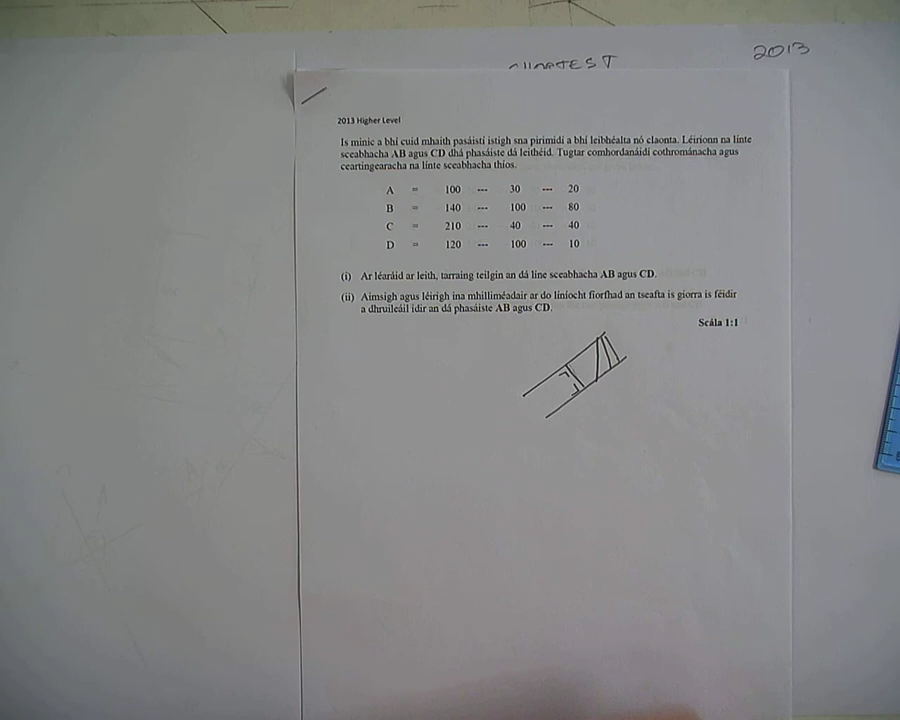 2013
2013 Higher Level
Is minic a bhí cuid mhaith pasáistí istigh sna pirimidí a bhí leibhéalta nó claonta. Léiríonn na línte
sceabhacha AB agus CD dhá phasáiste dá leithéid. Tugtar comhordanáidí cothrománacha agus
ceartingearacha na línte sceabhacha thíos.
A = 100 --- 30 --- 20
B = 140 --- 100 --- 80
C = 210 --- 40 --- 40
D = 120 --- 100 --- 10
(i) Ar léaráid ar leith, tarraing teilgin an dá líne sceabhacha AB agus CD.
(ii) Aimsigh agus léirigh ina mhilliméadair ar do líníocht fíorfhad an tseafta is giorra is féidir
a dhruileáil idir an dá phasáiste AB agus CD.
Scála 1:1